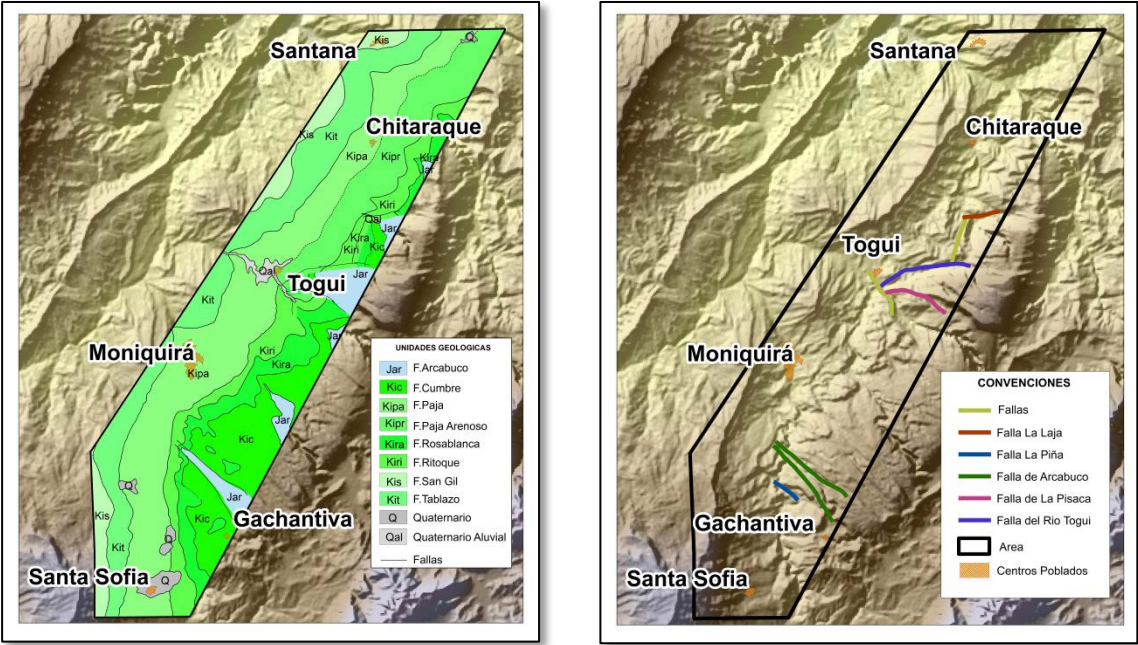 Santana
Kis
Q
Chitaraque
Kis
Kit
Kipa
Kipr
Kira
Jar
Kiri
Qal
Jar
Kira
Kiri
Kic
Qal
Jar
Togui
Kit
Jar
Moniquirá
Kiri
Kira
Kipa
Jar
Kic
Jar
Q
Kic
Gachantiva
Kis
Kit
Q
Santa Sofia
Q
UNIDADES GEOLOGICAS
Jar F.Arcabuco
Kic F.Cumbre
Kipa F.Paja
Kipr F.Paja Arenoso
Kira F.Rosablanca
Kiri F.Ritoque
Kis F.San Gil
Kit F.Tablazo
Q Quaternario
Qal Quaternario Aluvial
Fallas
Santana
Chitaraque
Togui
Moniquirá
Gachantiva
Santa Sofia
CONVENCIONES
Fallas
Falla La Laja
Falla La Piña
Falla de Arcabuco
Falla de La Pisaca
Falla del Rio Togui
Area
Centros Poblados